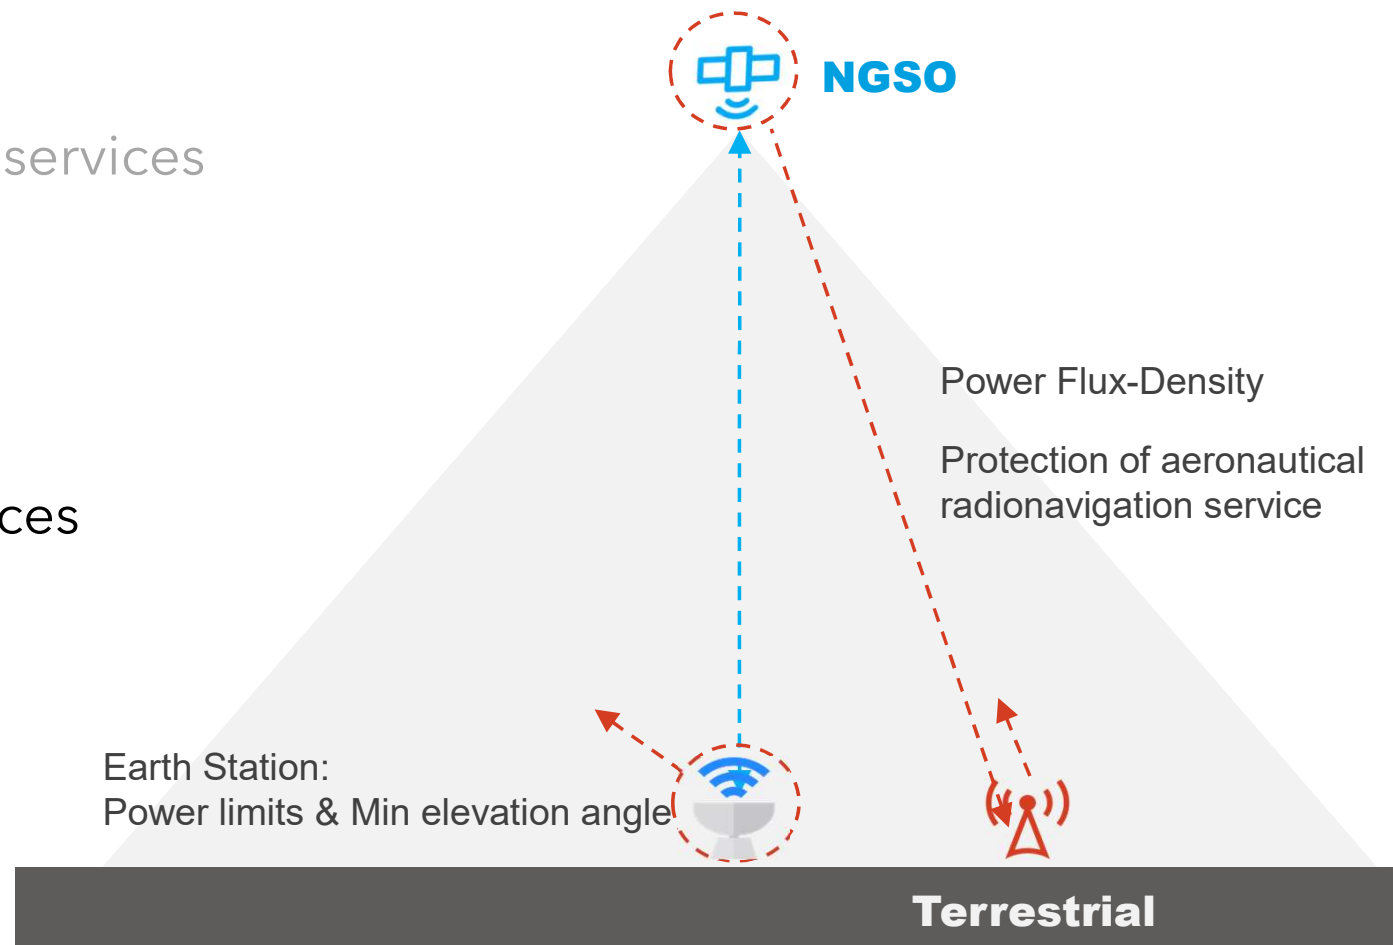 NGSO
services
Power Flux-Density
Protection of aeronautical
radionavigation service
ces
Earth Station:
Power limits & Min elevation angle
Terrestrial